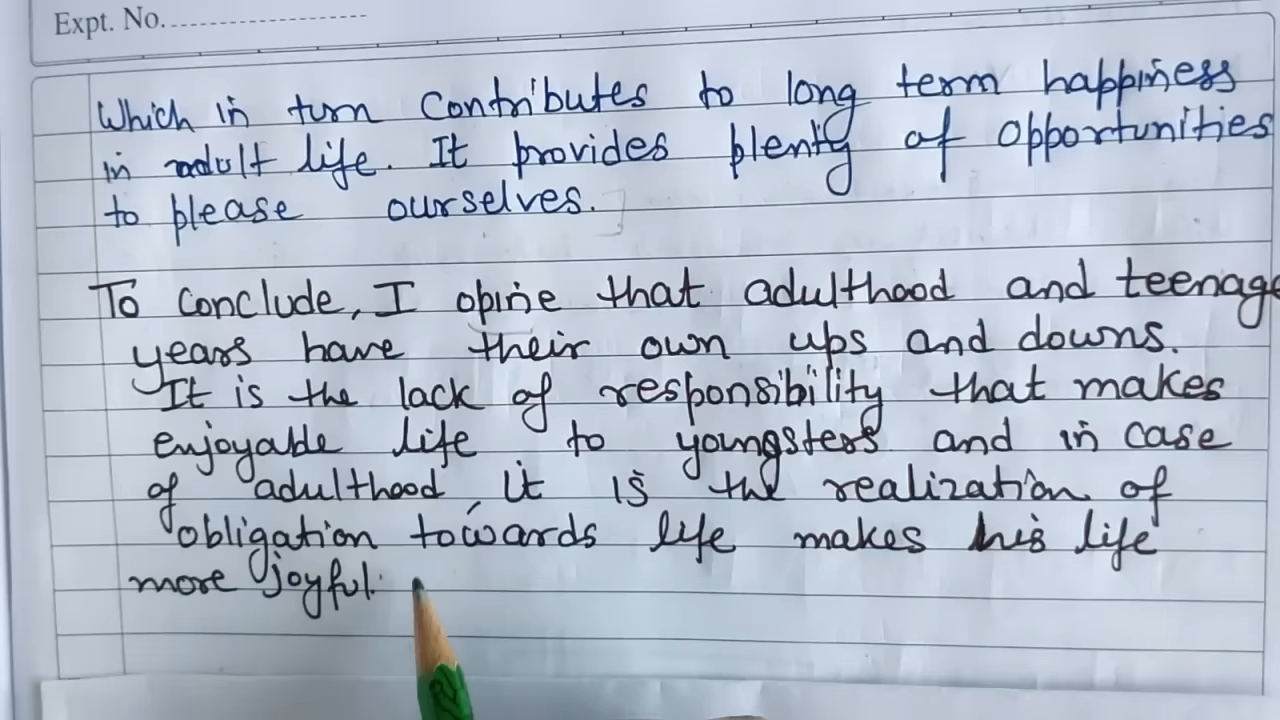 Expt. No.
Which in turn Contributes to long term happiness
in adult life. It provides plenty of opportunities
to please ourselves.
To Conclude, I opine that adulthood and teenage
years have their own ups and downs.
It is the lack of responsibility that makes
enjoyable life to youngsters and in case
of adulthood, it is the realization of
obligation towards life makes his life
more joyful.